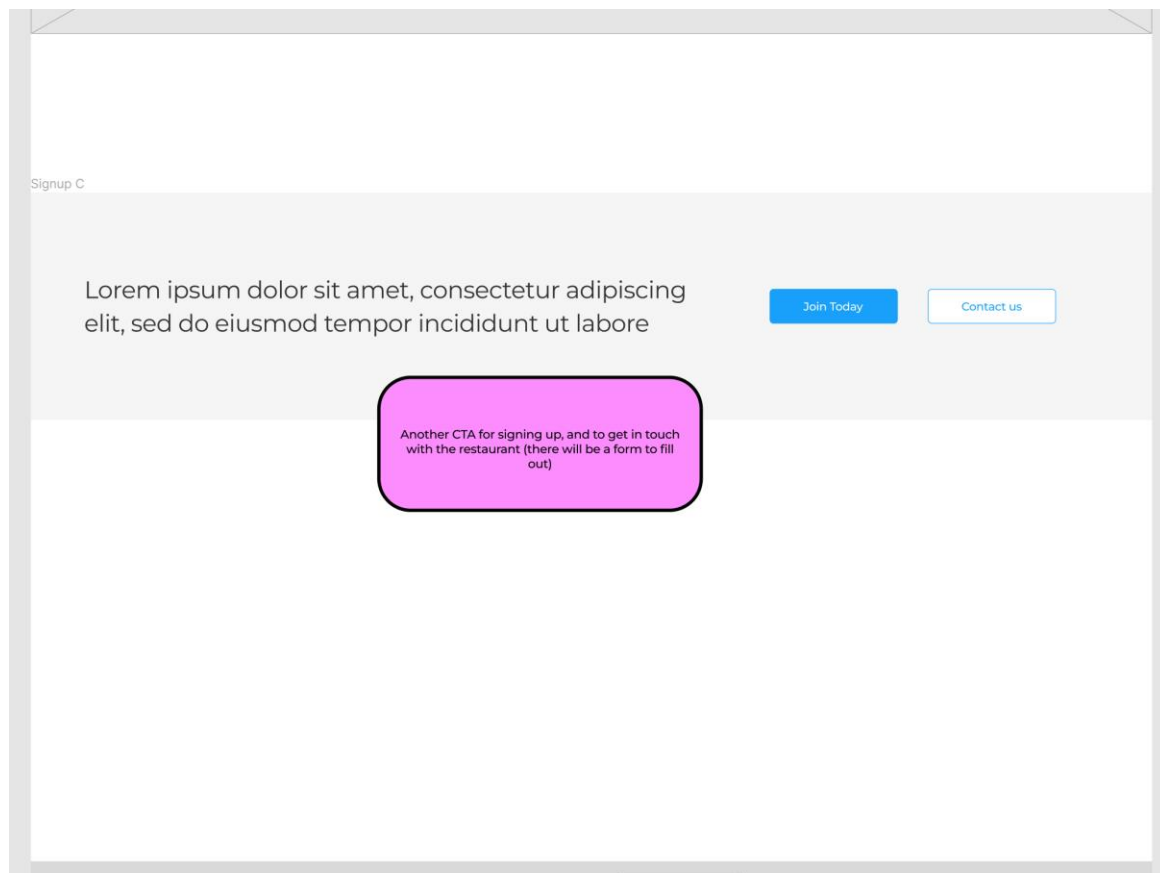 Signup C
Lorem ipsum dolor sit amet, consectetur adipiscing
elit, sed do eiusmod tempor incididunt ut labore
Join Today
Contact us
Another CTA for signing up, and to get in touch
with the restaurant (there will be a form to fill
out)